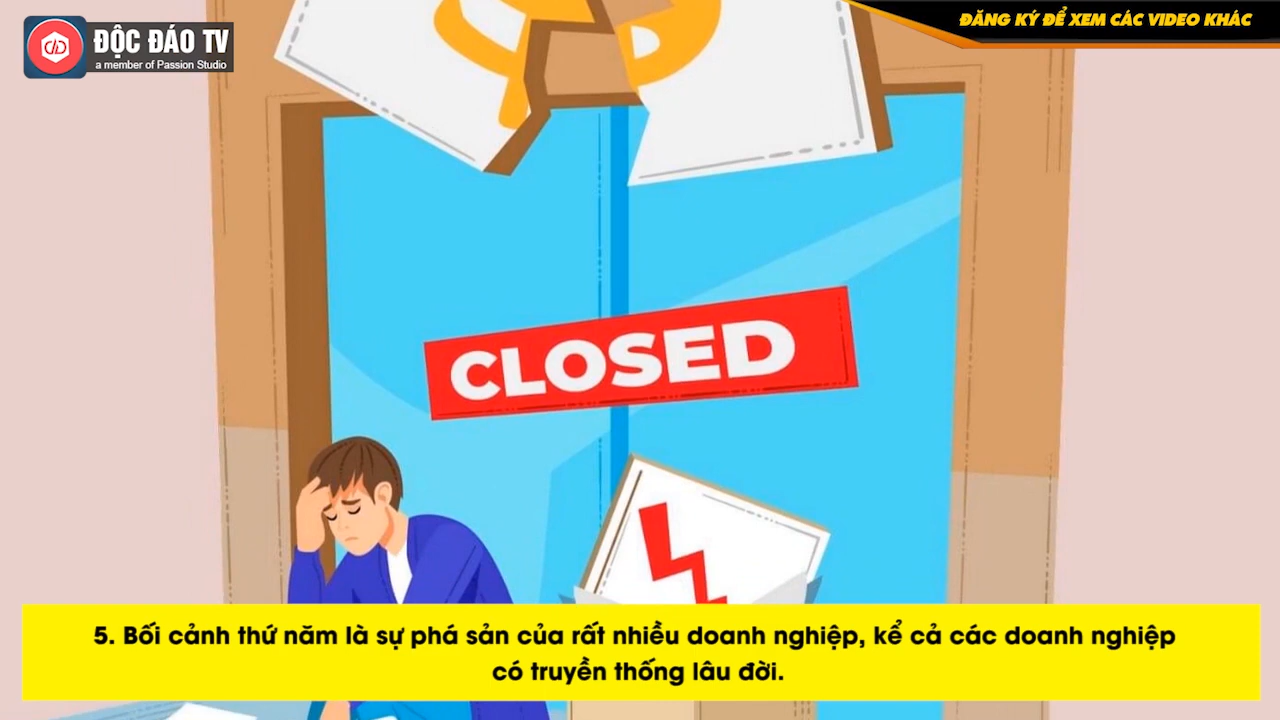 ĐỘC ĐÁO TV
a member of Passion Studio
ĐĂNG KÝ ĐỂ XEM CÁC VIDEO KHÁC
CLOSED
5. Bối cảnh thứ năm là sự phá sản của rất nhiều doanh nghiệp, kể cả các doanh nghiệp
có truyền thống lâu đời.